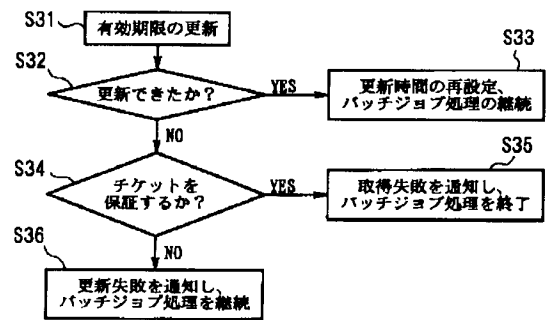 S31
有効期限の更新
S32
更新できたか？
YES
S33
更新時間の再設定、
バッチジョブ処理の継続
NO
S34
チケットを
保証するか？
YES
S35
取得失敗を通知し、
バッチジョブ処理を終了
NO
S36
更新失敗を通知し、
バッチジョブ処理を継続